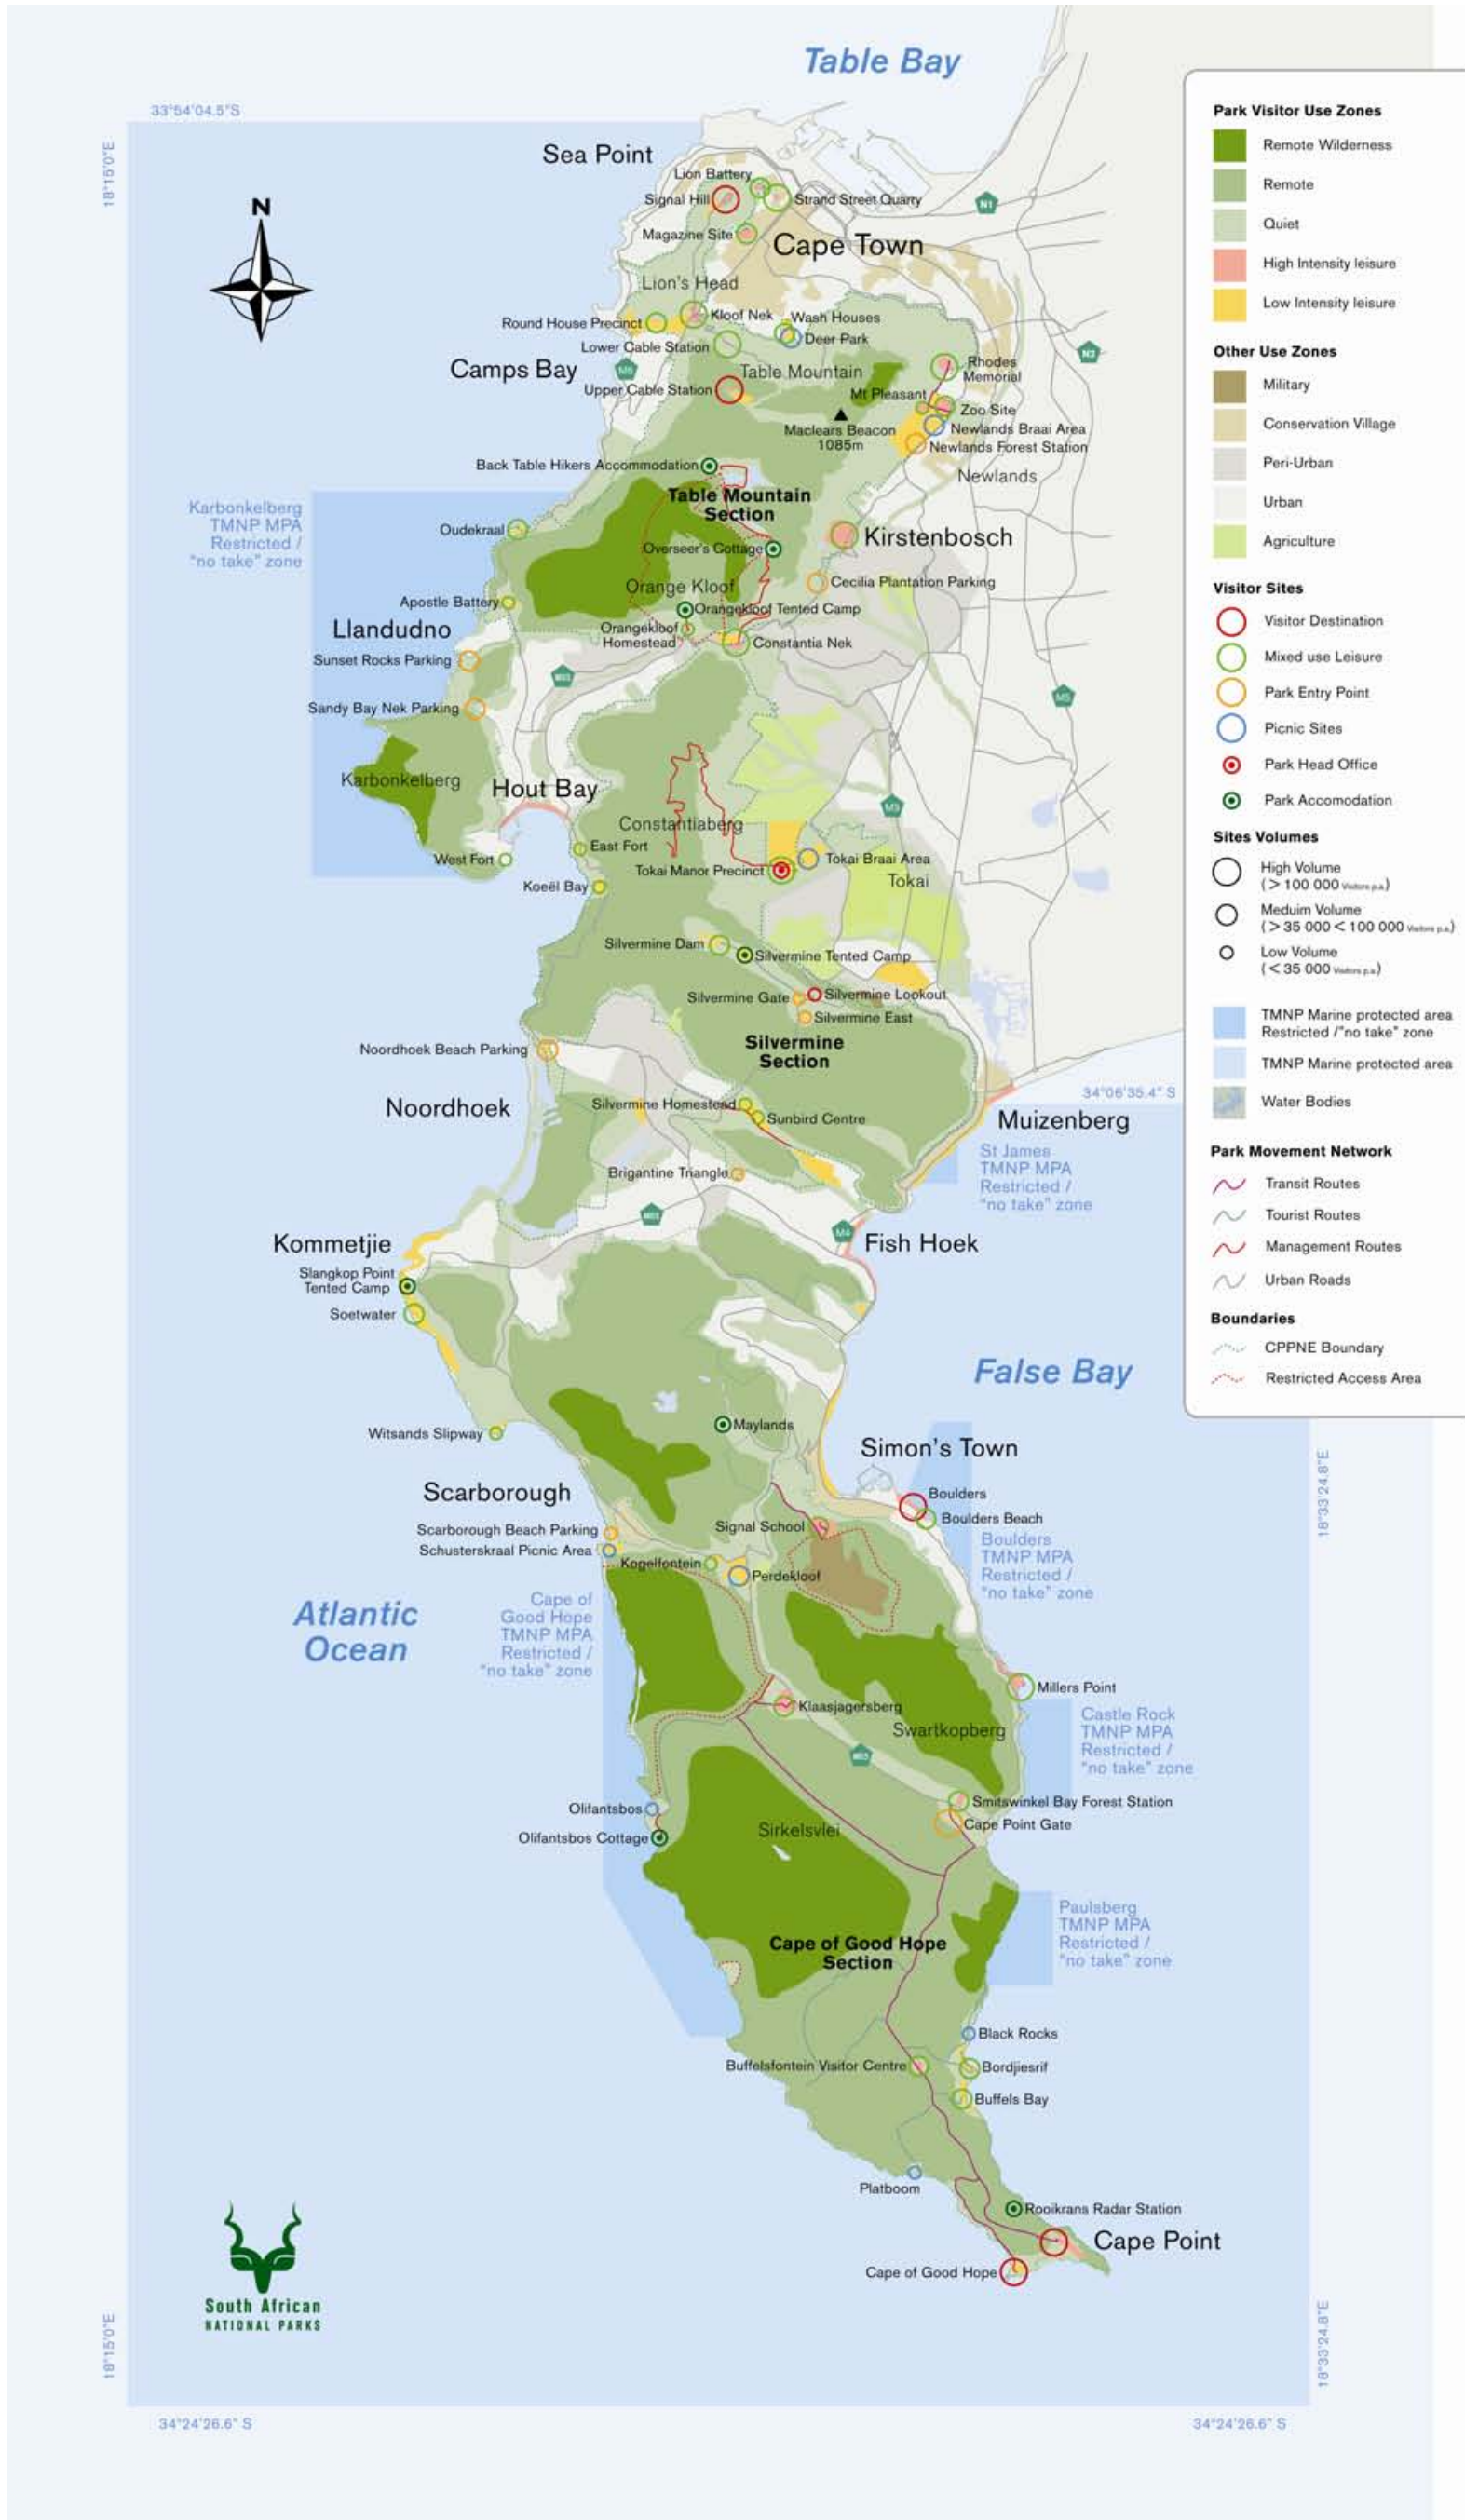 Table Bay
33°54'04.5"S
18°15'0"E
N
Sea Point
Lion Battery
Signal Hill
Strand Street Quarry
N1
Magazine Site
Cape Town
Lion's Head
Round House Precinct
Kloof Nek
Wash Houses
Deer Park
Lower Cable Station
N2
Camps Bay
M6
Table Mountain
Rhodes
Memorial
Upper Cable Station
Mt Pleasant
Zoo Site
Maclears Beacon
1085m
Newlands Braai Area
Newlands Forest Station
Newlands
Back Table Hikers Accommodation
Table Mountain
Section
Karbonkelberg
TMNP MPA
Restricted /
"no take" zone
Oudekraal
Kirstenbosch
Overseer's Cottage
Orange Kloof
Cecilia Plantation Parking
Apostle Battery
Orangekloof Tented Camp
Llandudno
Orangekloof
Homestead
Constantia Nek
Sunset Rocks Parking
M63
M5
Sandy Bay Nek Parking
Karbonkelberg
Hout Bay
M3
Constantiaberg
East Fort
West Fort
Tokai Manor Precinct
Tokai Braai Area
Tokai
Koeël Bay
Silvermine Dam
Silvermine Tented Camp
Silvermine Gate
Silvermine Lookout
Silvermine East
Silvermine
Section
Noordhoek Beach Parking
34°06'35.4" S
Noordhoek
Silvermine Homestead
Sunbird Centre
Muizenberg
St James
TMNP MPA
Restricted /
"no take" zone
Brigantine Triangle
M4
Fish Hoek
Kommetjie
Slangkop Point
Tented Camp
Soetwater
False Bay
Maylands
Witsands Slipway
Simon's Town
Scarborough
Boulders
Boulders Beach
Scarborough Beach Parking
Signal School
Schusterskraal Picnic Area
Kogelfontein
Perdekloof
Boulders
TMNP MPA
Restricted /
"no take" zone
18°33'24.8"E
Atlantic
Ocean
Cape of
Good Hope
TMNP MPA
Restricted /
"no take" zone
Millers Point
Klaasjagersberg
Castle Rock
TMNP MPA
Restricted /
"no take" zone
Swartkopberg
M65
Smitswinkel Bay Forest Station
Olifantsbos
Cape Point Gate
Olifantsbos Cottage
Sirkelsvlei
Paulsberg
TMNP MPA
Restricted /
"no take" zone
Cape of Good Hope
Section
Black Rocks
Buffelsfontein Visitor Centre
Bordjiesrif
Buffels Bay
Platboom
Rooikrans Radar Station
Cape Point
Cape of Good Hope
South African
NATIONAL PARKS
18°15'0"E
18°33'24.8"E
34°24'26.6" S
34°24'26.6" S
Park Visitor Use Zones
Remote Wilderness
Remote
Quiet
High Intensity leisure
Low Intensity leisure
Other Use Zones
Military
Conservation Village
Peri-Urban
Urban
Agriculture
Visitor Sites
Visitor Destination
Mixed use Leisure
Park Entry Point
Picnic Sites
Park Head Office
Park Accomodation
Sites Volumes
High Volume
(> 100 000 Visitors p.a.)
Meduim Volume
(> 35 000 < 100 000 Visitors p.a.)
Low Volume
(< 35 000 Visitors p.a.)
TMNP Marine protected area
Restricted /"no take" zone
TMNP Marine protected area
Water Bodies
Park Movement Network
Transit Routes
Tourist Routes
Management Routes
Urban Roads
Boundaries
CPPNE Boundary
Restricted Access Area